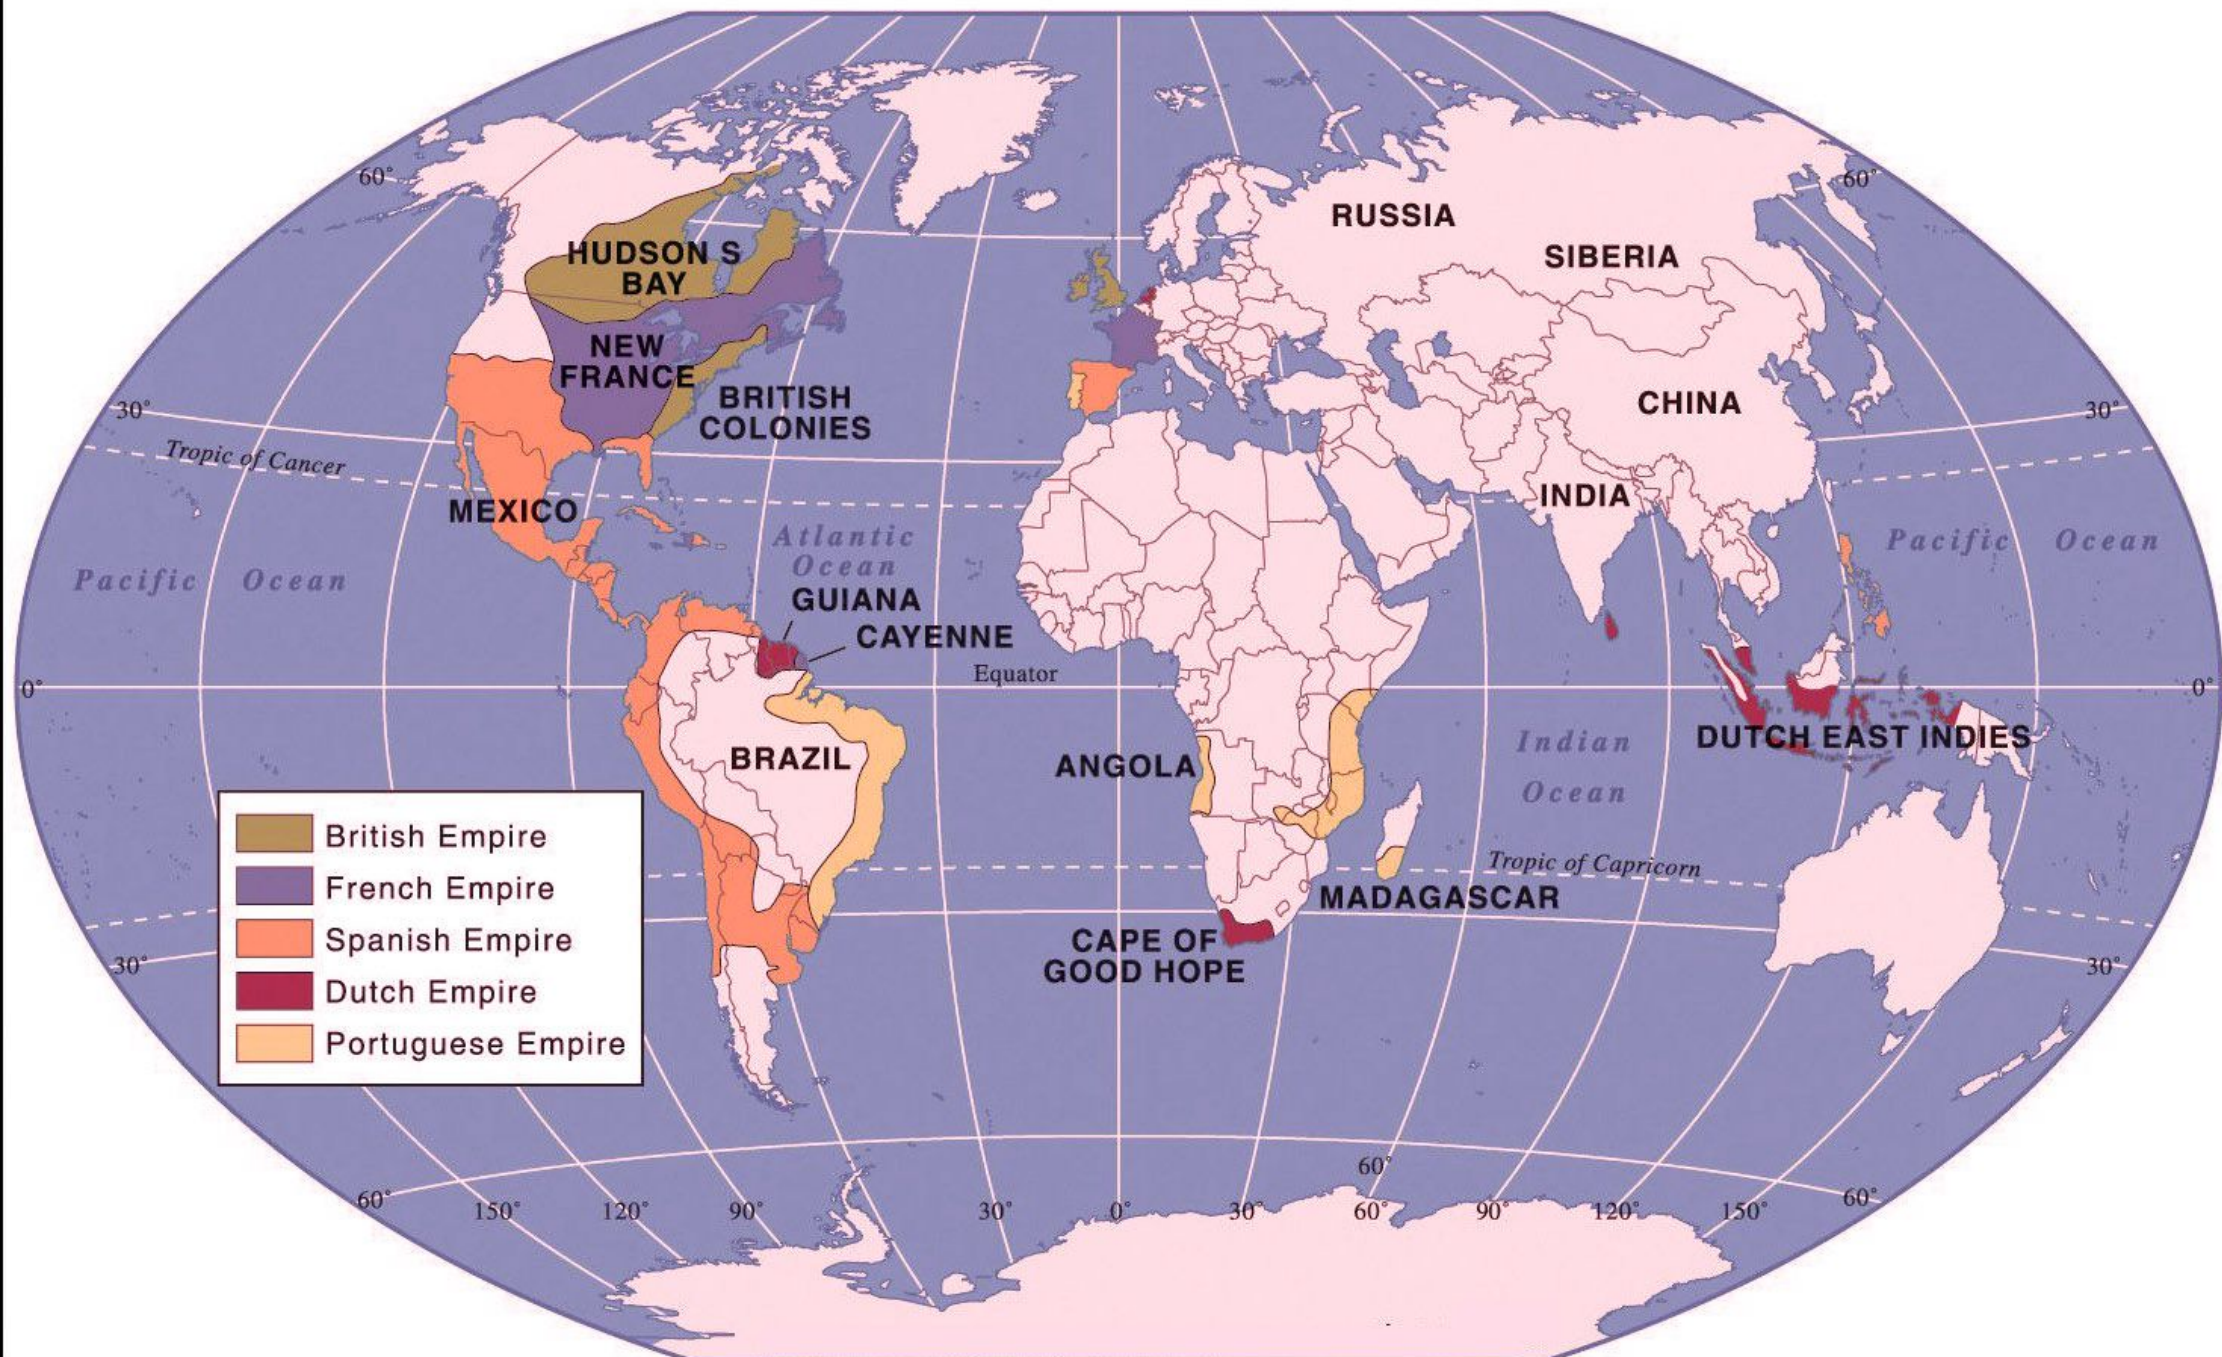 60°
60°
RUSSIA
SIBERIA
HUDSON S
BAY
NEW
FRANCE
BRITISH
COLONIES
CHINA
30°
30°
Tropic of Cancer
MEXICO
INDIA
Atlantic
Ocean
Pacific Ocean
Pacific Ocean
GUIANA
CAYENNE
Equator
0°
0°
BRAZIL
ANGOLA
Indian
Ocean
DUTCH EAST INDIES
Tropic of Capricorn
MADAGASCAR
CAPE OF
GOOD HOPE
30°
30°
British Empire
French Empire
Spanish Empire
Dutch Empire
Portuguese Empire
60°
60°
60°
150°
120°
90°
30°
0°
30°
60°
90°
120°
150°